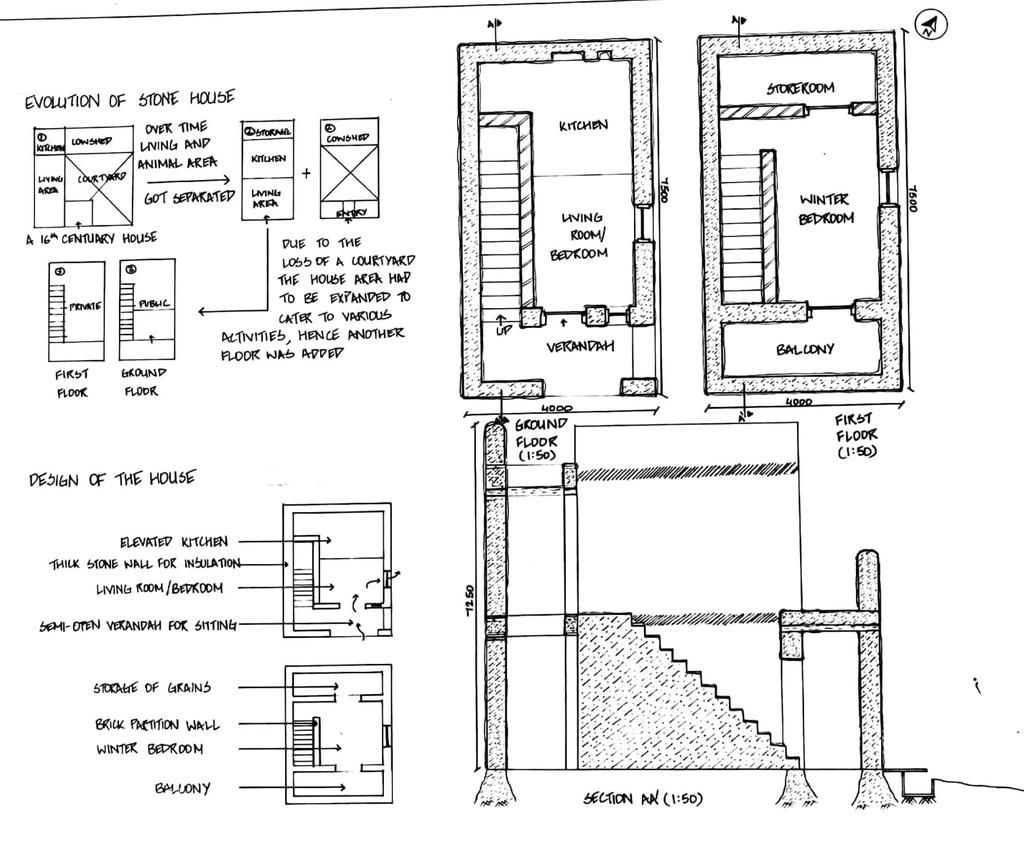 EVOLUTION OF STONE HOUSE
① KITCHEN
COWSHED
LIVING
AREA
COURTYARD
A 16th CENTUARY HOUSE
OVER TIME
LIVING AND
ANIMAL AREA
GOT SEPARATED
② STORAGE
KITCHEN
LIVING
AREA
+
②
COWSHED
ENTRY
DUE TO THE
LOSS OF A COURTYARD
THE HOUSE AREA HAD
TO BE EXPANDED TO
CATER TO VARIOUS
ACTIVITIES, HENCE ANOTHER
FLOOR WAS ADDED
PRIVATE
FIRST
FLOOR
③
PUBLIC
GROUND
FLOOR
A
KITCHEN
LIVING
ROOM/
BEDROOM
UP
VERANDAH
7500
4000
A'
GROUND
FLOOR
(1:50)
A
N
STOREROOM
WINTER
BEDROOM
BALCONY
7500
4000
A'
FIRST
FLOOR
(1:50)
DESIGN OF THE HOUSE
ELEVATED KITCHEN
THICK STONE WALL FOR INSULATION
LIVING ROOM/BEDROOM
SEMI-OPEN VERANDAH FOR SITTING
STORAGE OF GRAINS
BRICK PARTITION WALL
WINTER BEDROOM
BALCONY
7250
SECTION AA' (1:50)